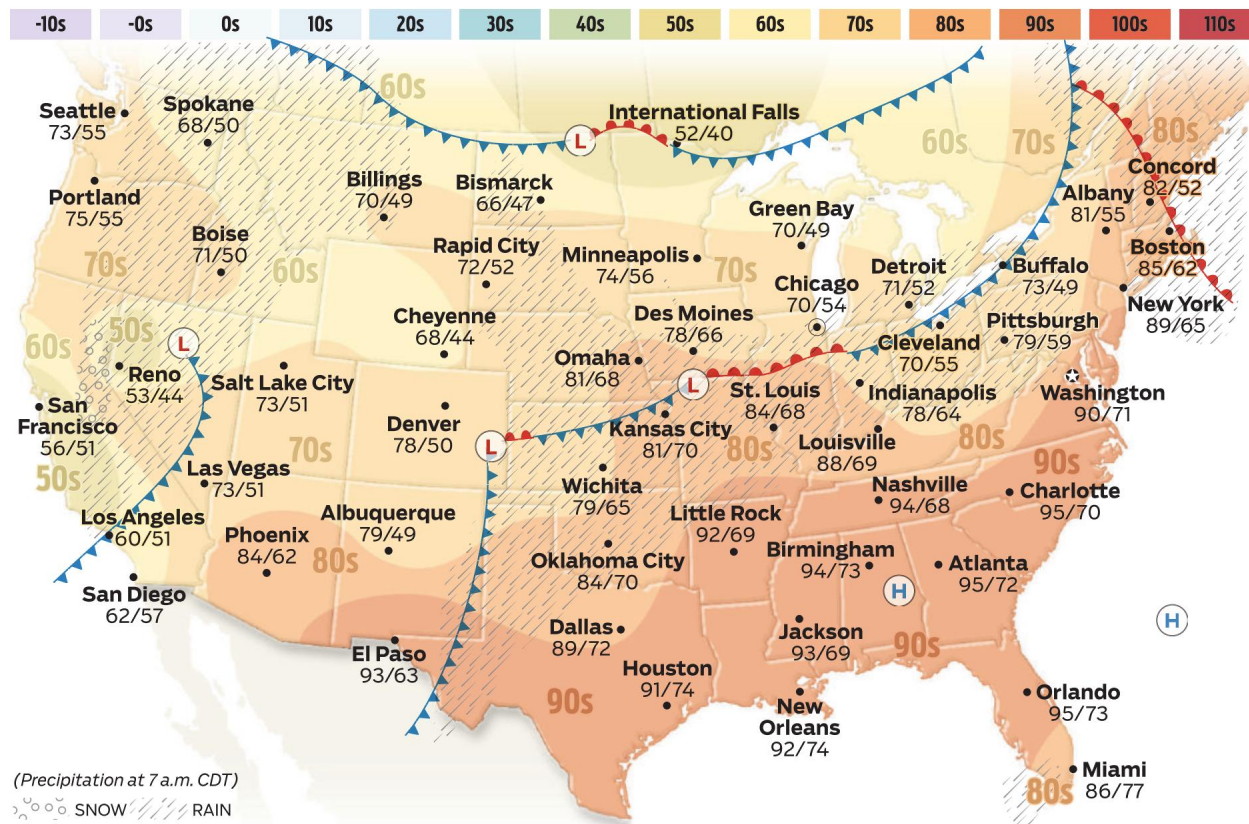 -10s
-0s
0s
10s
20s
30s
40s
50s
60s
70s
80s
90s
100s
110s
60s
International Falls
52/40
L
Seattle
73/55
Spokane
68/50
60s
70s
80s
Concord
82/52
Portland
75/55
Billings
70/49
Bismarck
66/47
Albany
81/55
Green Bay
70/49
Boise
71/50
Rapid City
72/52
Minneapolis
74/56
70s
Boston
85/62
70s
60s
Buffalo
73/49
Detroit
71/52
Chicago
70/54
New York
89/65
Cheyenne
68/44
Des Moines
78/66
Pittsburgh
79/59
Cleveland
70/55
50s
60s
L
Omaha
81/68
Reno
53/44
Salt Lake City
73/51
L
St. Louis
84/68
Indianapolis
78/64
Washington
90/71
San
Francisco
56/51
Denver
78/50
Kansas City
81/70
Louisville
88/69
80s
80s
70s
L
50s
Las Vegas
73/51
Wichita
79/65
90s
Nashville
94/68
Charlotte
95/70
Los Angeles
60/51
Phoenix
84/62
Albuquerque
79/49
80s
Little Rock
92/69
Oklahoma City
84/70
Birmingham
94/73
Atlanta
95/72
San Diego
62/57
H
H
El Paso
93/63
Dallas
89/72
Jackson
93/69
90s
Houston
91/74
90s
New
Orleans
92/74
Orlando
95/73
Miami
86/77
80s
(Precipitation at 7 a.m. CDT)
SNOW
RAIN